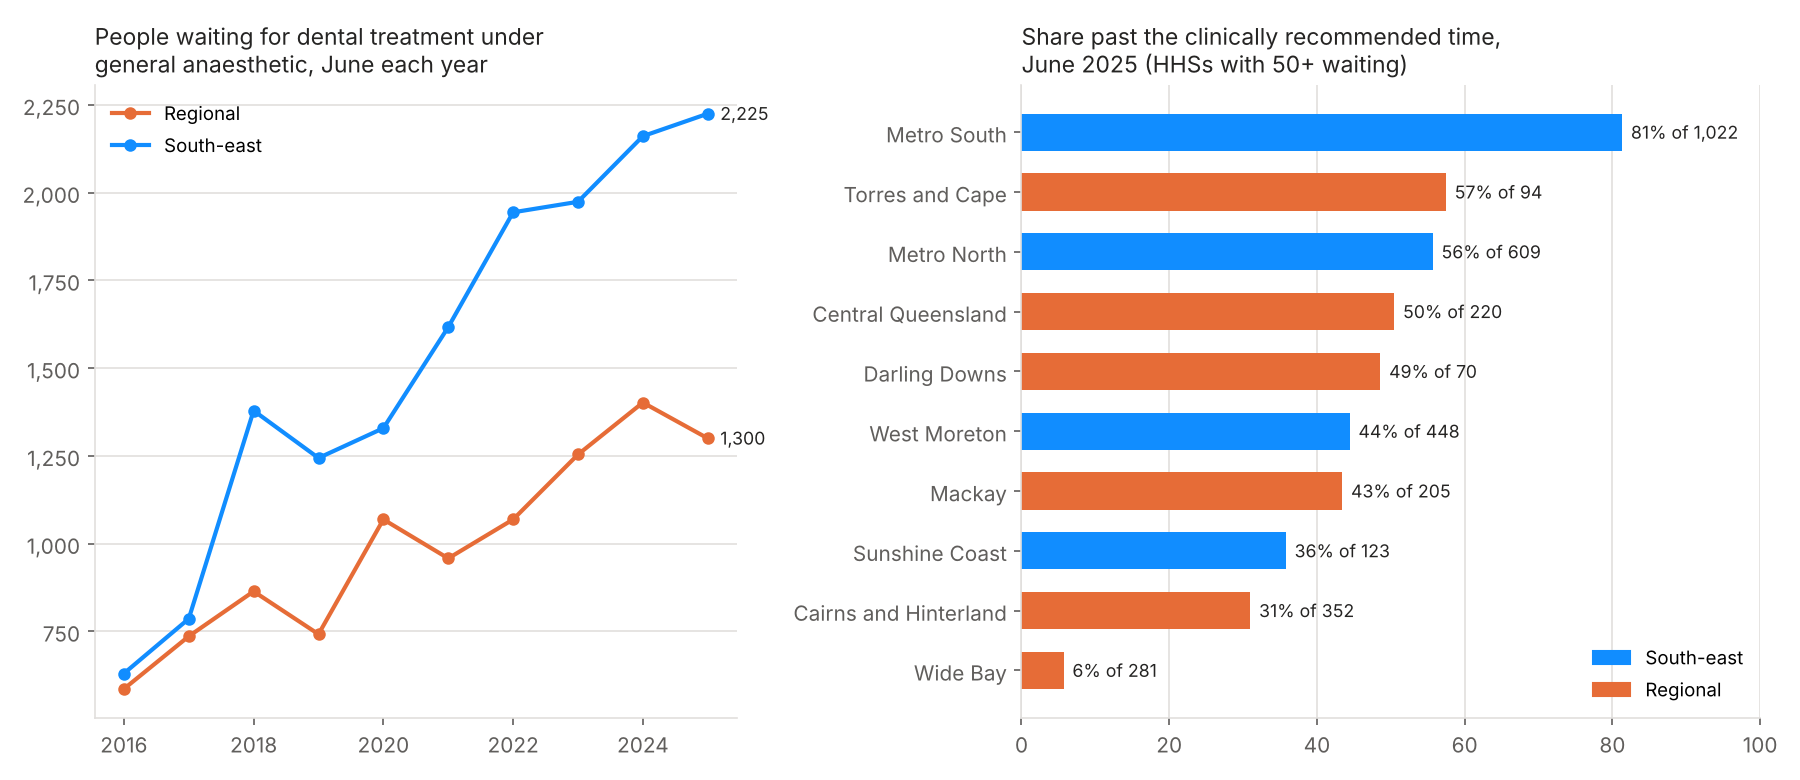 People waiting for dental treatment under
general anaesthetic, June each year
2,250
2,000
1,750
1,500
1,250
1,000
750
Regional
South-east
2,225
1,300
2016
2018
2020
2022
2024
Share past the clinically recommended time,
June 2025 (HHSs with 50+ waiting)
Metro South
81% of 1,022
Torres and Cape
57% of 94
Metro North
56% of 609
Central Queensland
50% of 220
Darling Downs
49% of 70
West Moreton
44% of 448
Mackay
43% of 205
Sunshine Coast
36% of 123
Cairns and Hinterland
31% of 352
Wide Bay
6% of 281
South-east
Regional
0
20
40
60
80
100